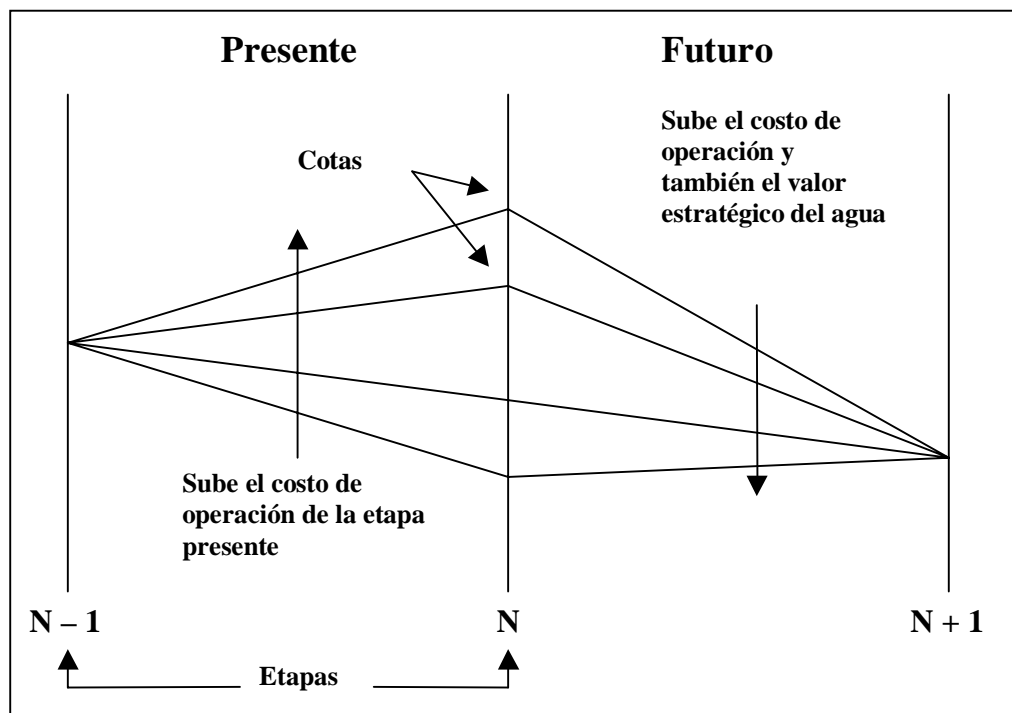 Presente
Futuro
Sube el costo de
operación y
también el valor
estratégico del agua
Cotas
Sube el costo de
operación de la etapa
presente
N – 1
N
N + 1
Etapas